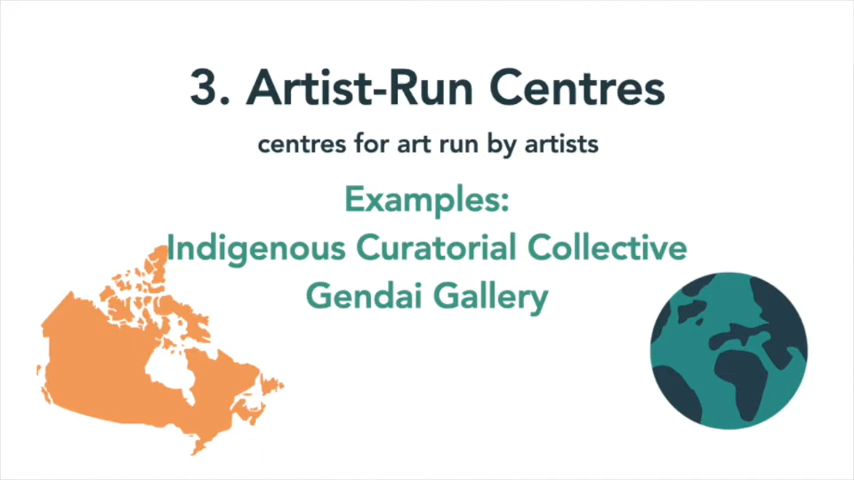 3. Artist-Run Centres
centres for art run by artists
Examples:
Indigenous Curatorial Collective
Gendai Gallery